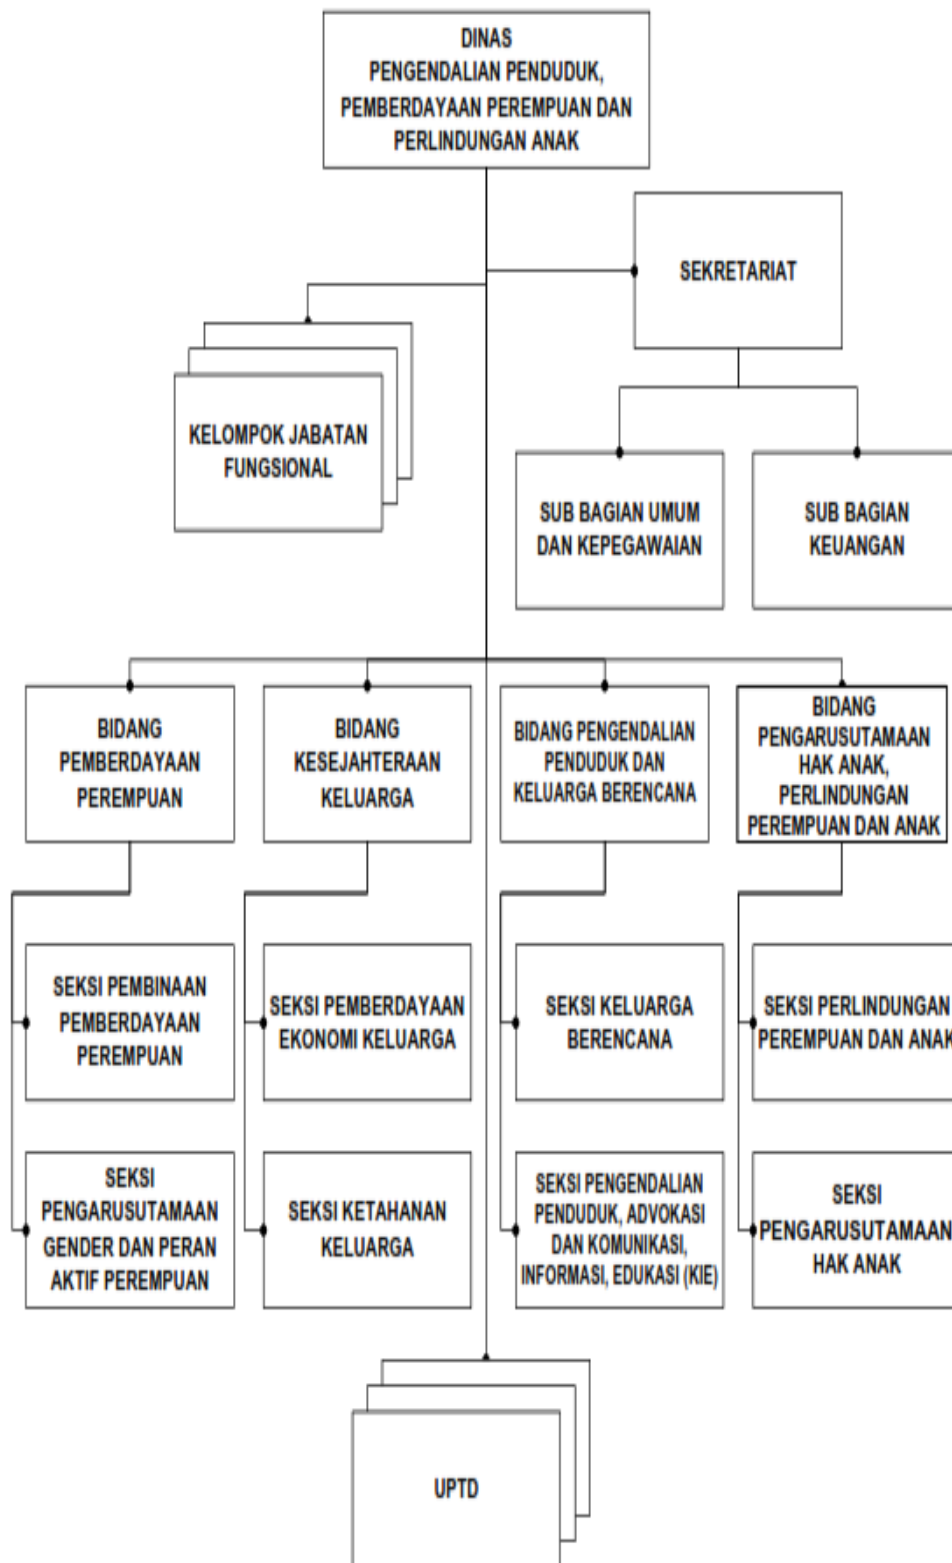 DINAS
PENGENDALIAN PENDUDUK,
PEMBERDAYAAN PEREMPUAN DAN
PERLINDUNGAN ANAK
SEKRETARIAT
KELOMPOK JABATAN
FUNGSIONAL
SUB BAGIAN UMUM
DAN KEPEGAWAIAN
SUB BAGIAN
KEUANGAN
BIDANG
PEMBERDAYAAN
PEREMPUAN
BIDANG
KESEJAHTERAAN
KELUARGA
BIDANG PENGENDALIAN
PENDUDUK DAN
KELUARGA BERENCANA
BIDANG
PENGARUSUTAMAAN
HAK ANAK,
PERLINDUNGAN
PEREMPUAN DAN ANAK
SEKSI PEMBINAAN
PEMBERDAYAAN
PEREMPUAN
SEKSI PEMBERDAYAAN
EKONOMI KELUARGA
SEKSI KELUARGA
BERENCANA
SEKSI PERLINDUNGAN
PEREMPUAN DAN ANAK
SEKSI
PENGARUSUTAMAAN
GENDER DAN PERAN
AKTIF PEREMPUAN
SEKSI KETAHANAN
KELUARGA
SEKSI PENGENDALIAN
PENDUDUK, ADVOKASI
DAN KOMUNIKASI,
INFORMASI, EDUKASI (KIE)
SEKSI
PENGARUSUTAMAAN
HAK ANAK
UPTD